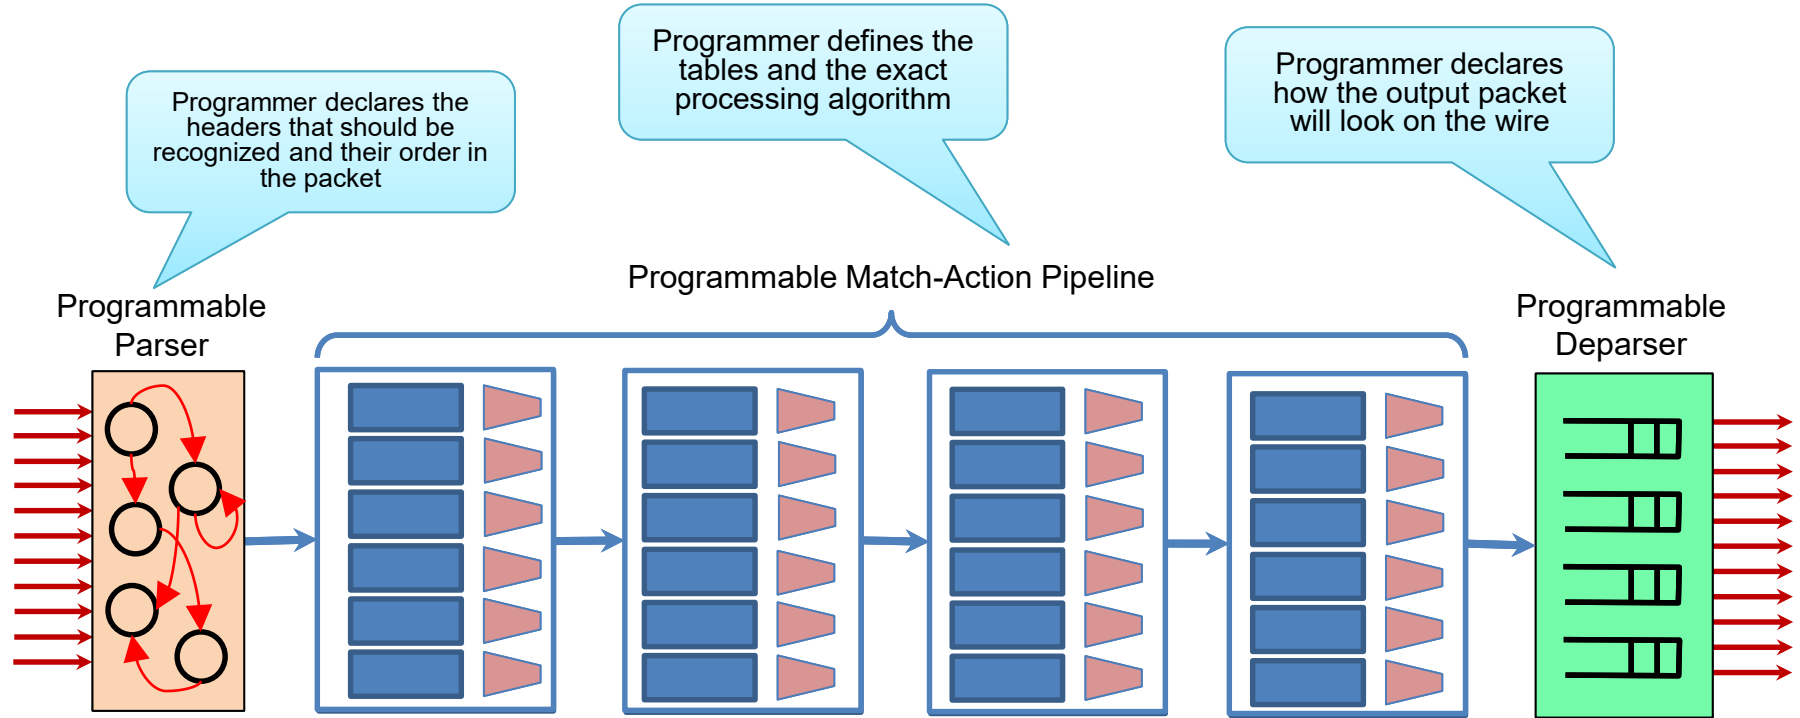 Programmer declares the
headers that should be
recognized and their order in
the packet
Programmer defines the
tables and the exact
processing algorithm
Programmer declares
how the output packet
will look on the wire
Programmable Match-Action Pipeline
Programmable
Parser
Programmable
Deparser